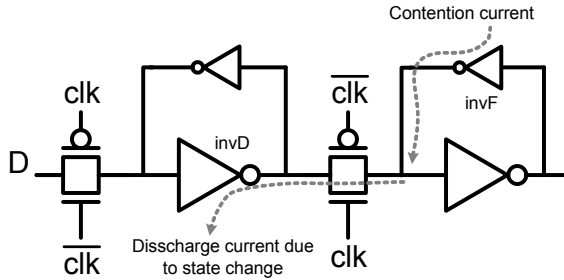 Contention current
clk
clk
invF
invD
D
Disscharge current due
to state change
clk
clk